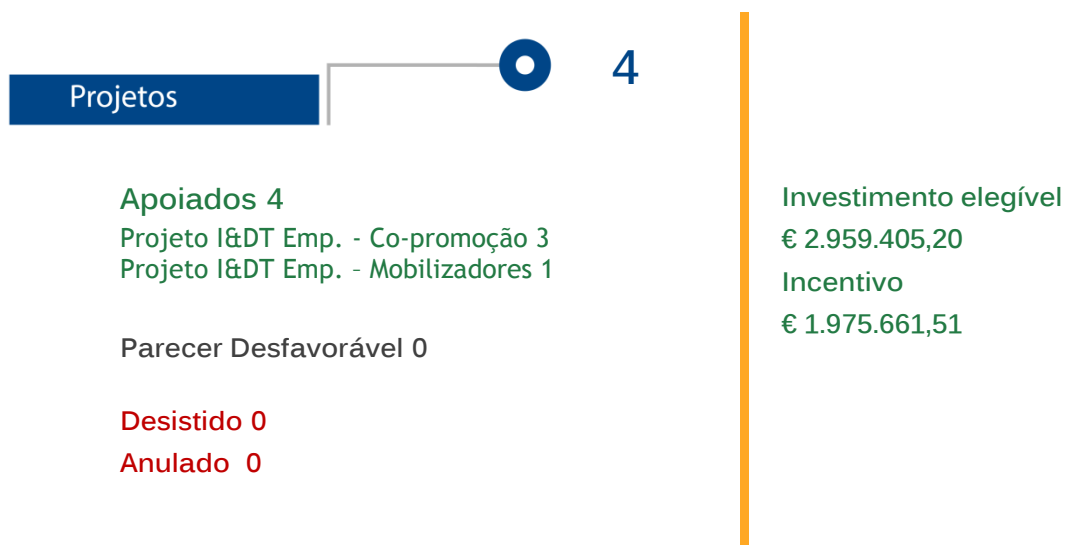 Projetos
4
Apoiados 4
Projeto I&DT Emp. - Co-promoção 3
Projeto I&DT Emp. – Mobilizadores 1
Parecer Desfavorável 0
Desistido 0
Anulado 0
Investimento elegível
€ 2.959.405,20
Incentivo
€ 1.975.661,51